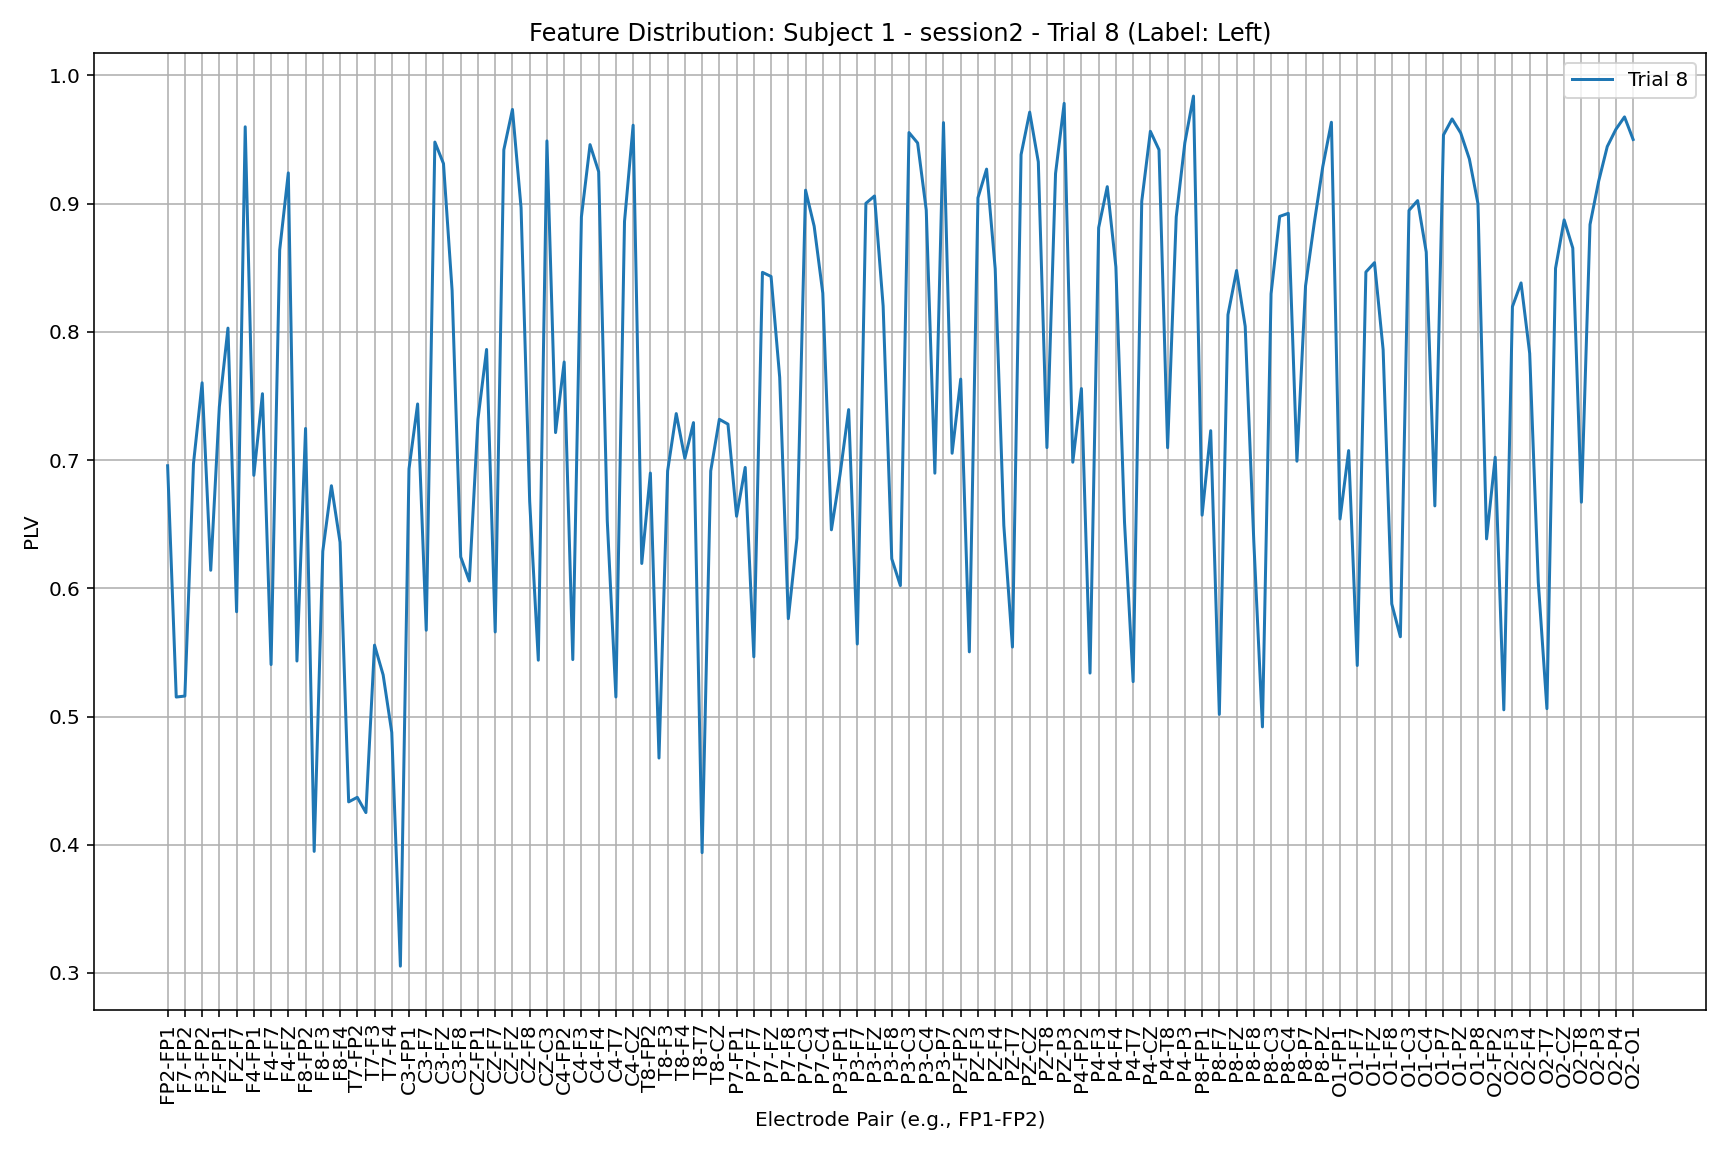 Feature Distribution: Subject 1 - session2 - Trial 8 (Label: Left)
Trial 8
PLV
1.0
0.9
0.8
0.7
0.6
0.5
0.4
0.3
FP2-FP1
F7-FP2
F3-FP2
FZ-FP1
FZ-F7
F4-FP1
F4-F7
F4-FZ
F8-FP2
F8-F3
F8-F4
T7-FP2
T7-F3
T7-F4
C3-FP1
C3-F7
C3-FZ
C3-F8
CZ-FP1
CZ-F7
CZ-FZ
CZ-F8
CZ-C3
C4-FP2
C4-F3
C4-F4
C4-T7
C4-CZ
T8-FP2
T8-F3
T8-F4
T8-T7
T8-CZ
P7-FP1
P7-F7
P7-FZ
P7-F8
P7-C3
P7-C4
P3-FP1
P3-F7
P3-FZ
P3-F8
P3-C3
P3-C4
P3-P7
PZ-FP2
PZ-F3
PZ-F4
PZ-T7
PZ-CZ
PZ-T8
PZ-P3
P4-FP2
P4-F3
P4-F4
P4-T7
P4-CZ
P4-T8
P4-P3
P8-FP1
P8-F7
P8-FZ
P8-F8
P8-C3
P8-C4
P8-P7
P8-PZ
O1-FP1
O1-F7
O1-FZ
O1-F8
O1-C3
O1-C4
O1-P7
O1-PZ
O1-P8
O2-FP2
O2-F3
O2-F4
O2-T7
O2-CZ
O2-T8
O2-P3
O2-P4
O2-O1
Electrode Pair (e.g., FP1-FP2)